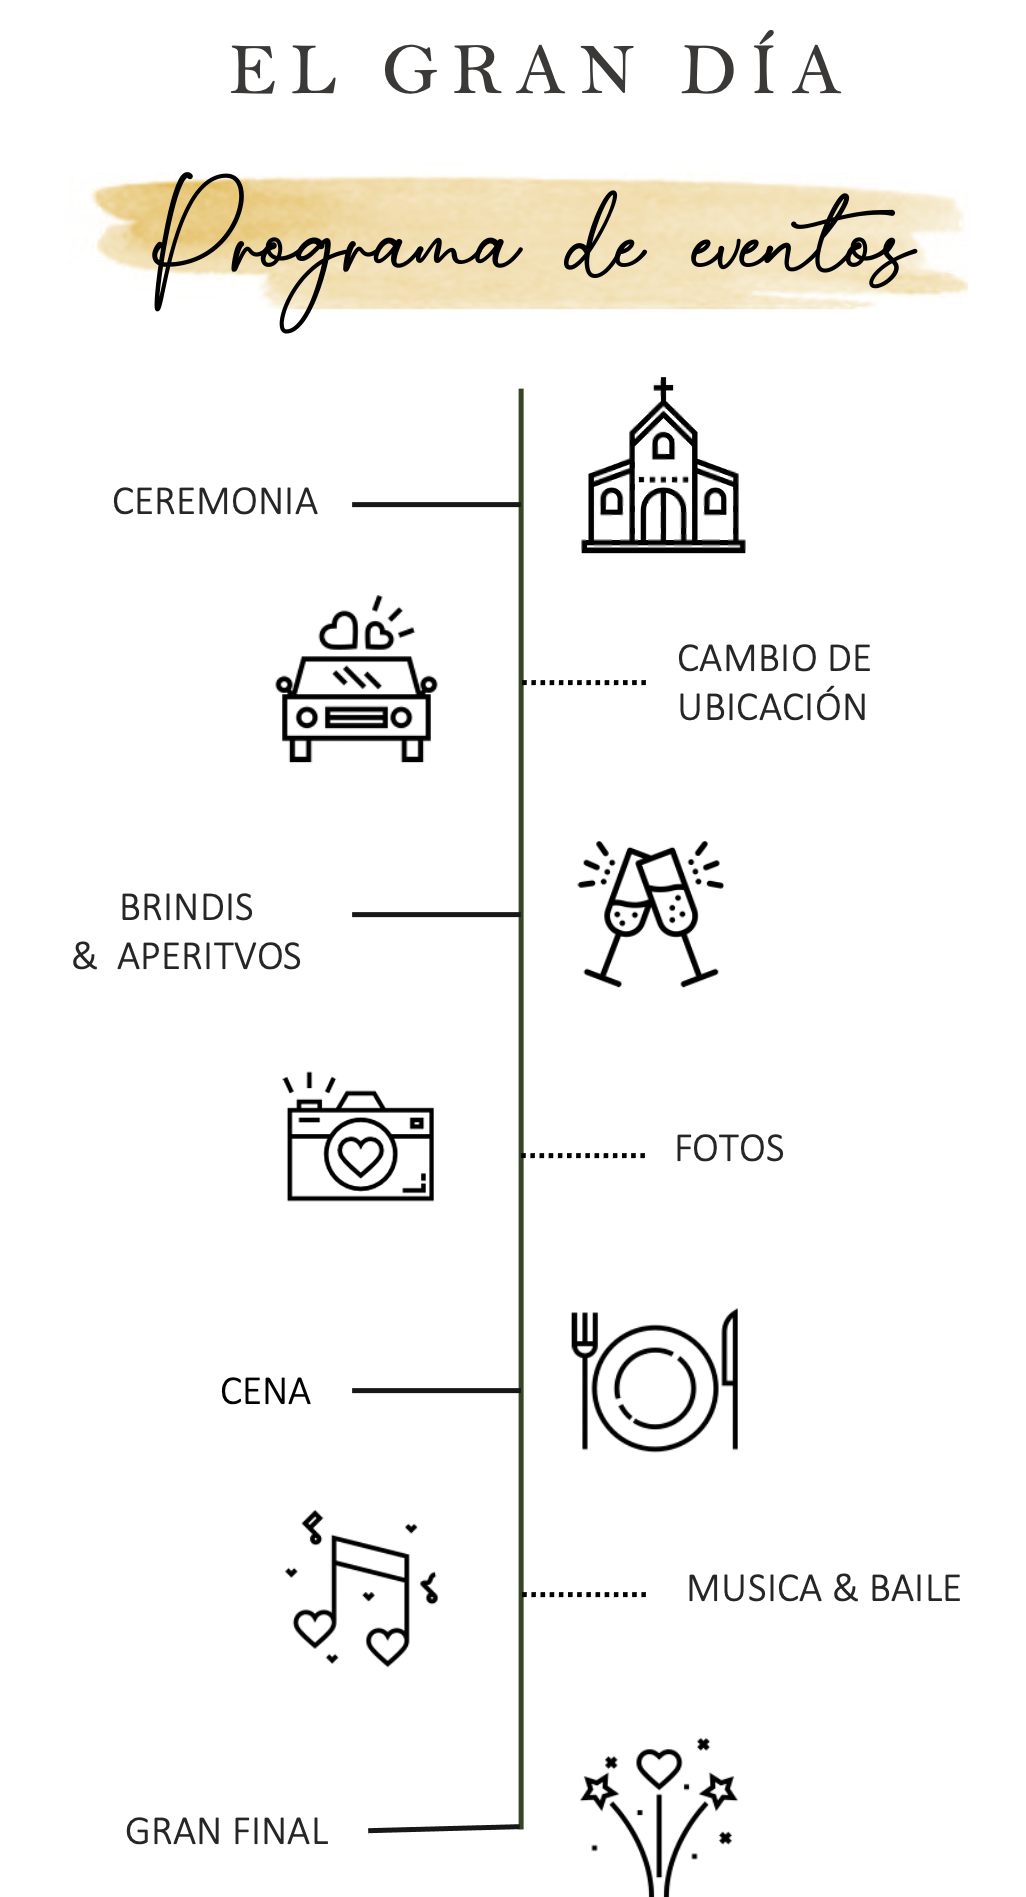 EL GRAN DÍA
Programa de eventos
CEREMONIA
CAMBIO DE
UBICACIÓN
BRINDIS
& APERITVOS
FOTOS
CENA
MUSICA & BAILE
GRAN FINAL